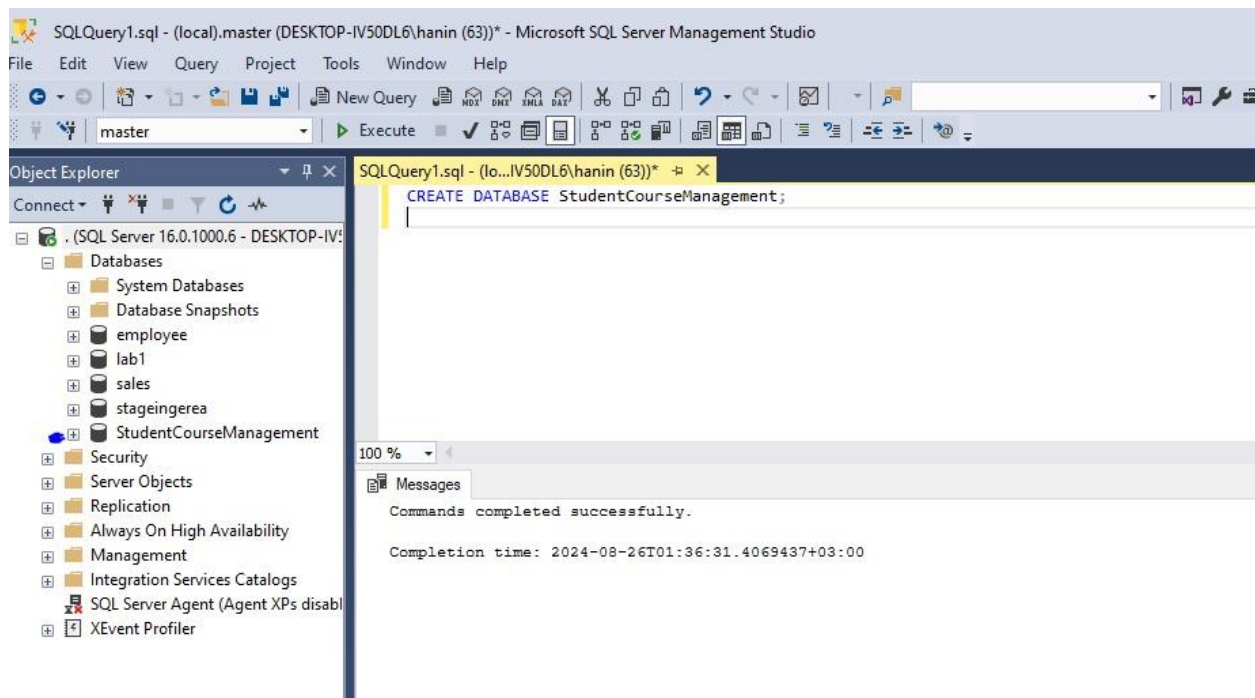 SQLQuery1.sql - (local).master (DESKTOP-IV50DL6\hanin (63))* - Microsoft SQL Server Management Studio
File Edit View Query Project Tools Window Help
New Query MDX DMX XMLA DAX
master Execute
Object Explorer
SQLQuery1.sql - (lo...IV50DL6\hanin (63))*
Connect
. (SQL Server 16.0.1000.6 - DESKTOP-IV5
Databases
System Databases
Database Snapshots
employee
lab1
sales
stageingerea
StudentCourseManagement
Security
Server Objects
Replication
Always On High Availability
Management
Integration Services Catalogs
SQL Server Agent (Agent XPs disabl
XEvent Profiler
CREATE DATABASE StudentCourseManagement;
100 %
Messages
Commands completed successfully.
Completion time: 2024-08-26T01:36:31.4069437+03:00